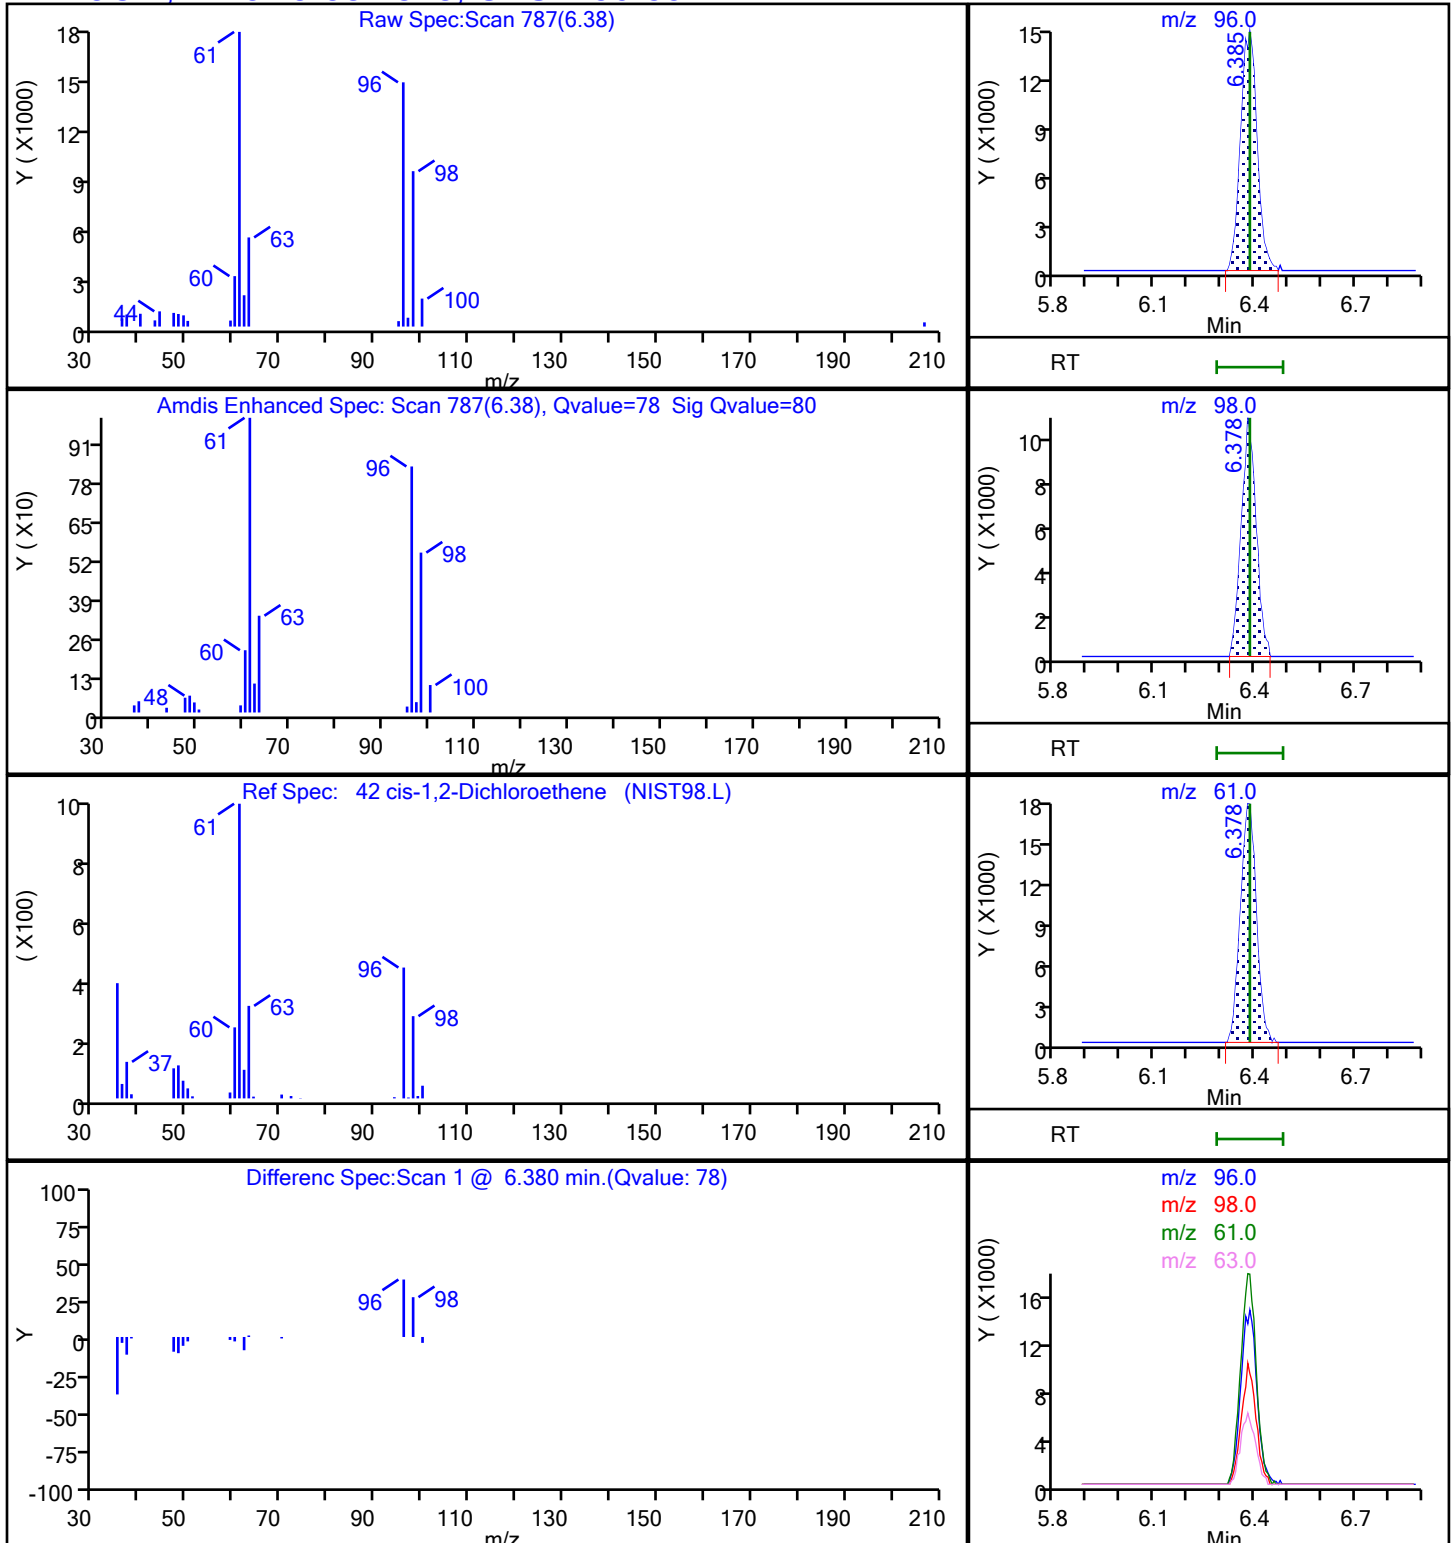 Raw Spec:Scan 787(6.38)
18
15
12
9
6
3
0
Y ( X1000)
61
96
98
63
60
44
100
30 50 70 90 110 130 150 170 190 210
m/z
m/z 96.0
6.385
15
12
9
6
3
0
Y ( X1000)
5.8 6.1 6.4 6.7
Min
RT
Amdis Enhanced Spec: Scan 787(6.38), Qvalue=78 Sig Qvalue=80
91
78
65
52
39
26
13
0
Y ( X10)
61
96
98
63
60
48
100
30 50 70 90 110 130 150 170 190 210
m/z
m/z 98.0
6.378
10
8
6
4
2
0
Y ( X1000)
5.8 6.1 6.4 6.7
Min
RT
Ref Spec: 42 cis-1,2-Dichloroethene (NIST98.L)
10
8
6
4
2
0
( X100)
61
96
98
63
60
37
30 50 70 90 110 130 150 170 190 210
m/z 61.0
6.378
18
15
12
9
6
3
0
Y ( X1000)
5.8 6.1 6.4 6.7
Min
RT
Differenc Spec:Scan 1 @ 6.380 min.(Qvalue: 78)
100
75
50
25
0
-25
-50
-75
-100
Y
96
98
30 50 70 90 110 130 150 170 190 210
m/z
m/z 96.0
m/z 98.0
m/z 61.0
m/z 63.0
16
12
8
4
0
Y ( X1000)
5.8 6.1 6.4 6.7
Min